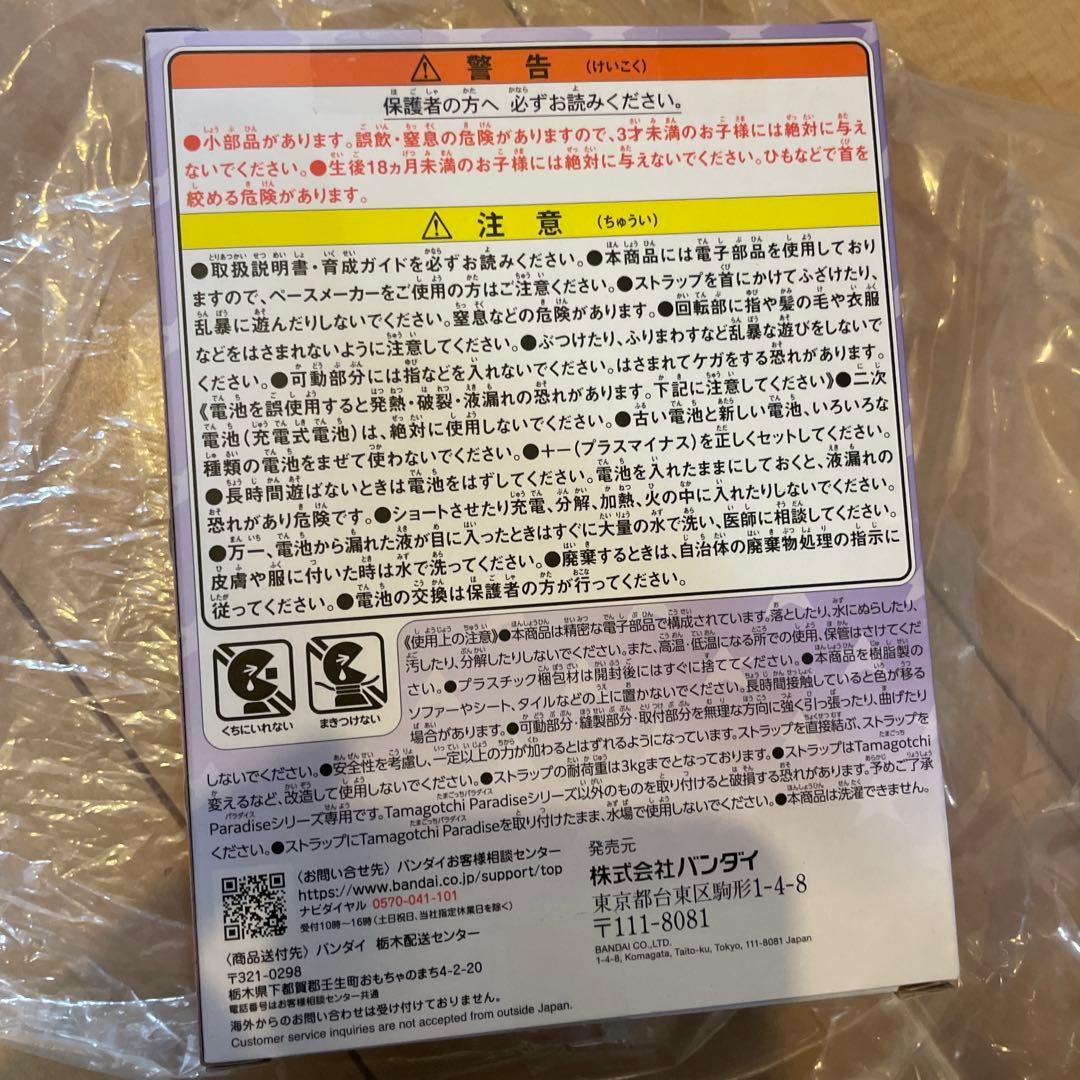 警告 (けいこく)
保護者の方へ 必ずお読みください。
●小部品があります。誤飲・窒息の危険がありますので、3才未満のお子様には絶対に与え
ないでください。●生後18ヵ月未満のお子様には絶対に与えないでください。ひもなどで首を
絞める危険があります。
注意 (ちゅうい)
●取扱説明書・育成ガイドを必ずお読みください。●本商品には電子部品を使用しており
ますので、ペースメーカーをご使用の方はご注意ください。●ストラップを首にかけてふざけたり、
乱暴に遊んだりしないでください。窒息などの危険があります。●回転部に指や髪の毛や衣服
などをはさまれないように注意してください。●ぶつけたり、ふりまわすなど乱暴な遊びをしないで
ください。●可動部分には指などを入れないでください。はさまれてケガをする恐れがあります。
《電池を誤使用すると発熱・破裂・液漏れの恐れがあります。下記に注意してください》●二次
電池(充電式電池)は、絶対に使用しないでください。●古い電池と新しい電池、いろいろな
種類の電池をまぜて使わないでください。●+−(プラスマイナス)を正しくセットしてください。
●長時間遊ばないときは電池をはずしてください。電池を入れたままにしておくと、液漏れの
恐れがあり危険です。●ショートさせたり充電、分解、加熱、火の中に入れたりしないでください。
●万一、電池から漏れた液が目に入ったときはすぐに大量の水で洗い、医師に相談してください。
皮膚や服に付いた時は水で洗ってください。●廃棄するときは、自治体の廃棄物処理の指示に
従ってください。●電池の交換は保護者の方が行ってください。
くちにいれない
まきつけない
《使用上の注意》●本商品は精密な電子部品で構成されています。落としたり、水にぬらしたり、
汚したり、分解したりしないでください。また、高温・低温になる所での使用、保管はさけてくだ
さい。●プラスチック梱包材は開封後にはすぐに捨ててください。●本商品を樹脂製の
ソファーやシート、タイルなどの上に置かないでください。長時間接触していると色が移る
場合があります。●可動部分・縫製部分・取付部分を無理な方向に強く引っ張ったり、曲げたり
しないでください。●安全性を考慮し、一定以上の力が加わるとはずれるようになっています。ストラップを直接結ぶ、ストラップを
変えるなど、改造して使用しないでください。●ストラップの耐荷重は3kgまでとなっております。●ストラップはTamagotchi
Paradiseシリーズ専用です。Tamagotchi Paradiseシリーズ以外のものを取り付けると破損する恐れがあります。予めご了承
ください。●ストラップにTamagotchi Paradiseを取り付けたまま、水場で使用しないでください。●本商品は洗濯できません。
〈お問い合せ先〉バンダイお客様相談センター
https://www.bandai.co.jp/support/top
ナビダイヤル 0570-041-101
受付10時〜16時(土日祝日、当社指定休業日を除く)
〈商品送付先〉バンダイ 栃木配送センター
〒321-0298
栃木県下都賀郡壬生町おもちゃのまち4-2-20
電話番号はお客様相談センター共通
海外からのお問い合わせは受け付けておりません。
Customer service inquiries are not accepted from outside Japan.
発売元
株式会社バンダイ
東京都台東区駒形1-4-8
〒111-8081
BANDAI CO.,LTD.
1-4-8, Komagata, Taito-ku, Tokyo, 111-8081 Japan